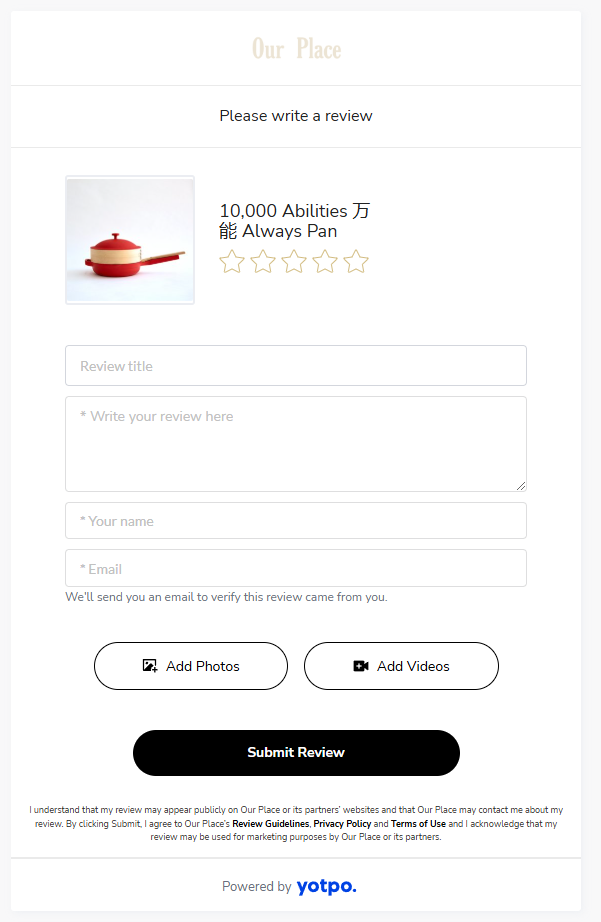 Our Place
Please write a review
10,000 Abilities 万
能 Always Pan
Review title
* Write your review here
* Your name
* Email
We'll send you an email to verify this review came from you.
Add Photos
Add Videos
Submit Review
I understand that my review may appear publicly on Our Place or its partners' websites and that Our Place may contact me about my
review. By clicking Submit, I agree to Our Place's Review Guidelines, Privacy Policy and Terms of Use and I acknowledge that my
review may be used for marketing purposes by Our Place or its partners.
Powered by yotpo.